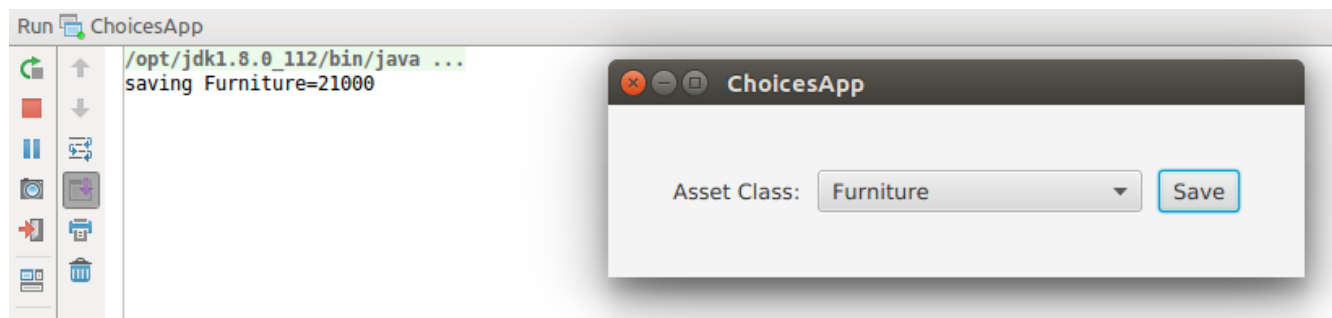 Run ChoicesApp
/opt/jdk1.8.0_112/bin/java ...
saving Furniture=21000
ChoicesApp
Asset Class: Furniture Save